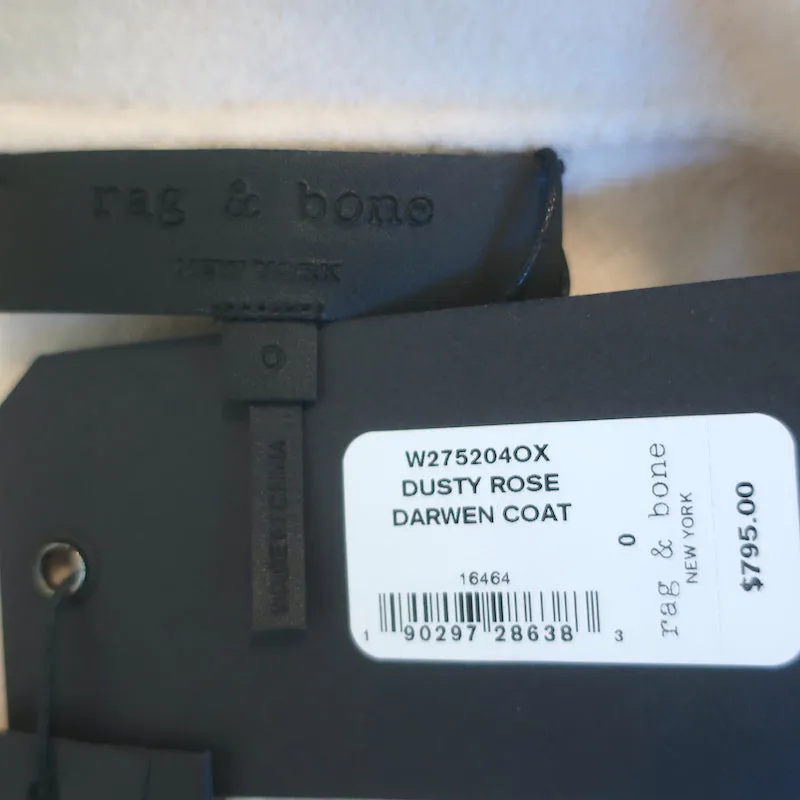 rag & bone
NEW YORK
0
MADE IN CHINA
W275204OX
DUSTY ROSE
DARWEN COAT
16464
1 90297 28638 3
0
rag & bone
NEW YORK
$795.00